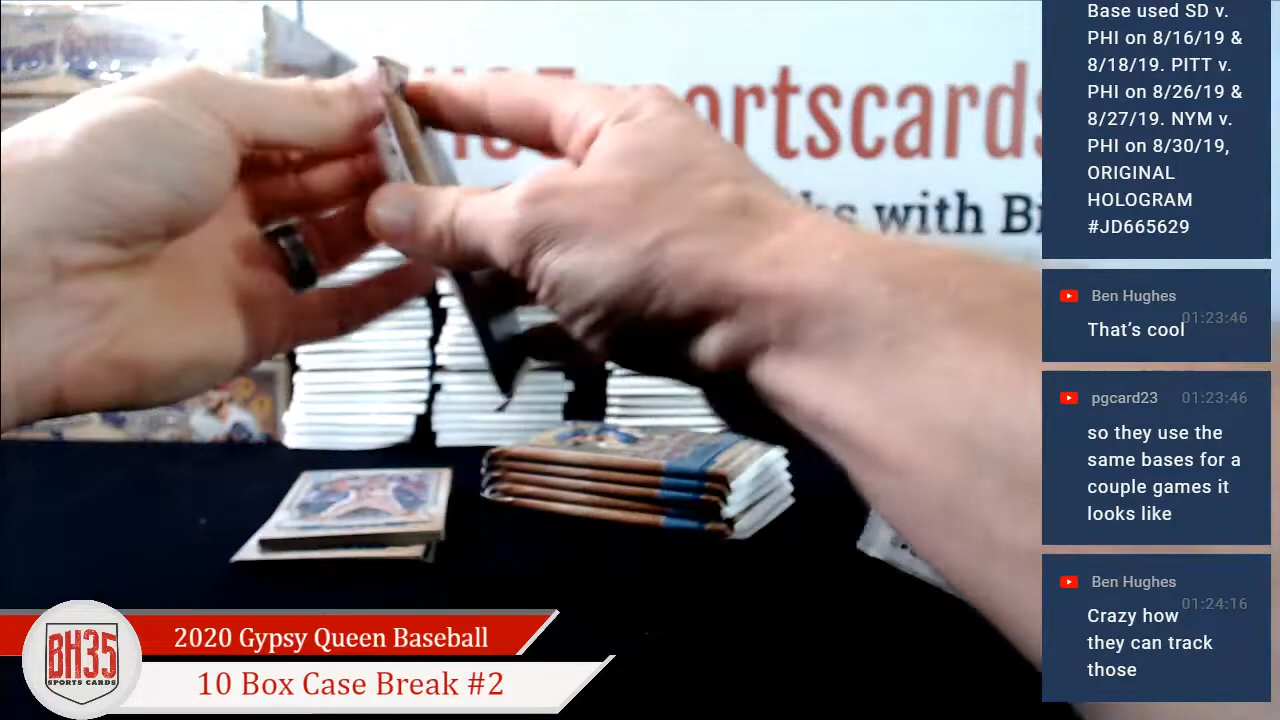 ortscards
ks with Bi
Base used SD v.
PHI on 8/16/19 &
8/18/19. PITT v.
PHI on 8/26/19 &
8/27/19. NYM v.
PHI on 8/30/19,
ORIGINAL
HOLOGRAM
#JD665629
Ben Hughes
01:23:46
That's cool
pgcard23 01:23:46
so they use the
same bases for a
couple games it
looks like
Ben Hughes
01:24:16
Crazy how
they can track
those
BH35
SPORTS CARDS
2020 Gypsy Queen Baseball
10 Box Case Break #2